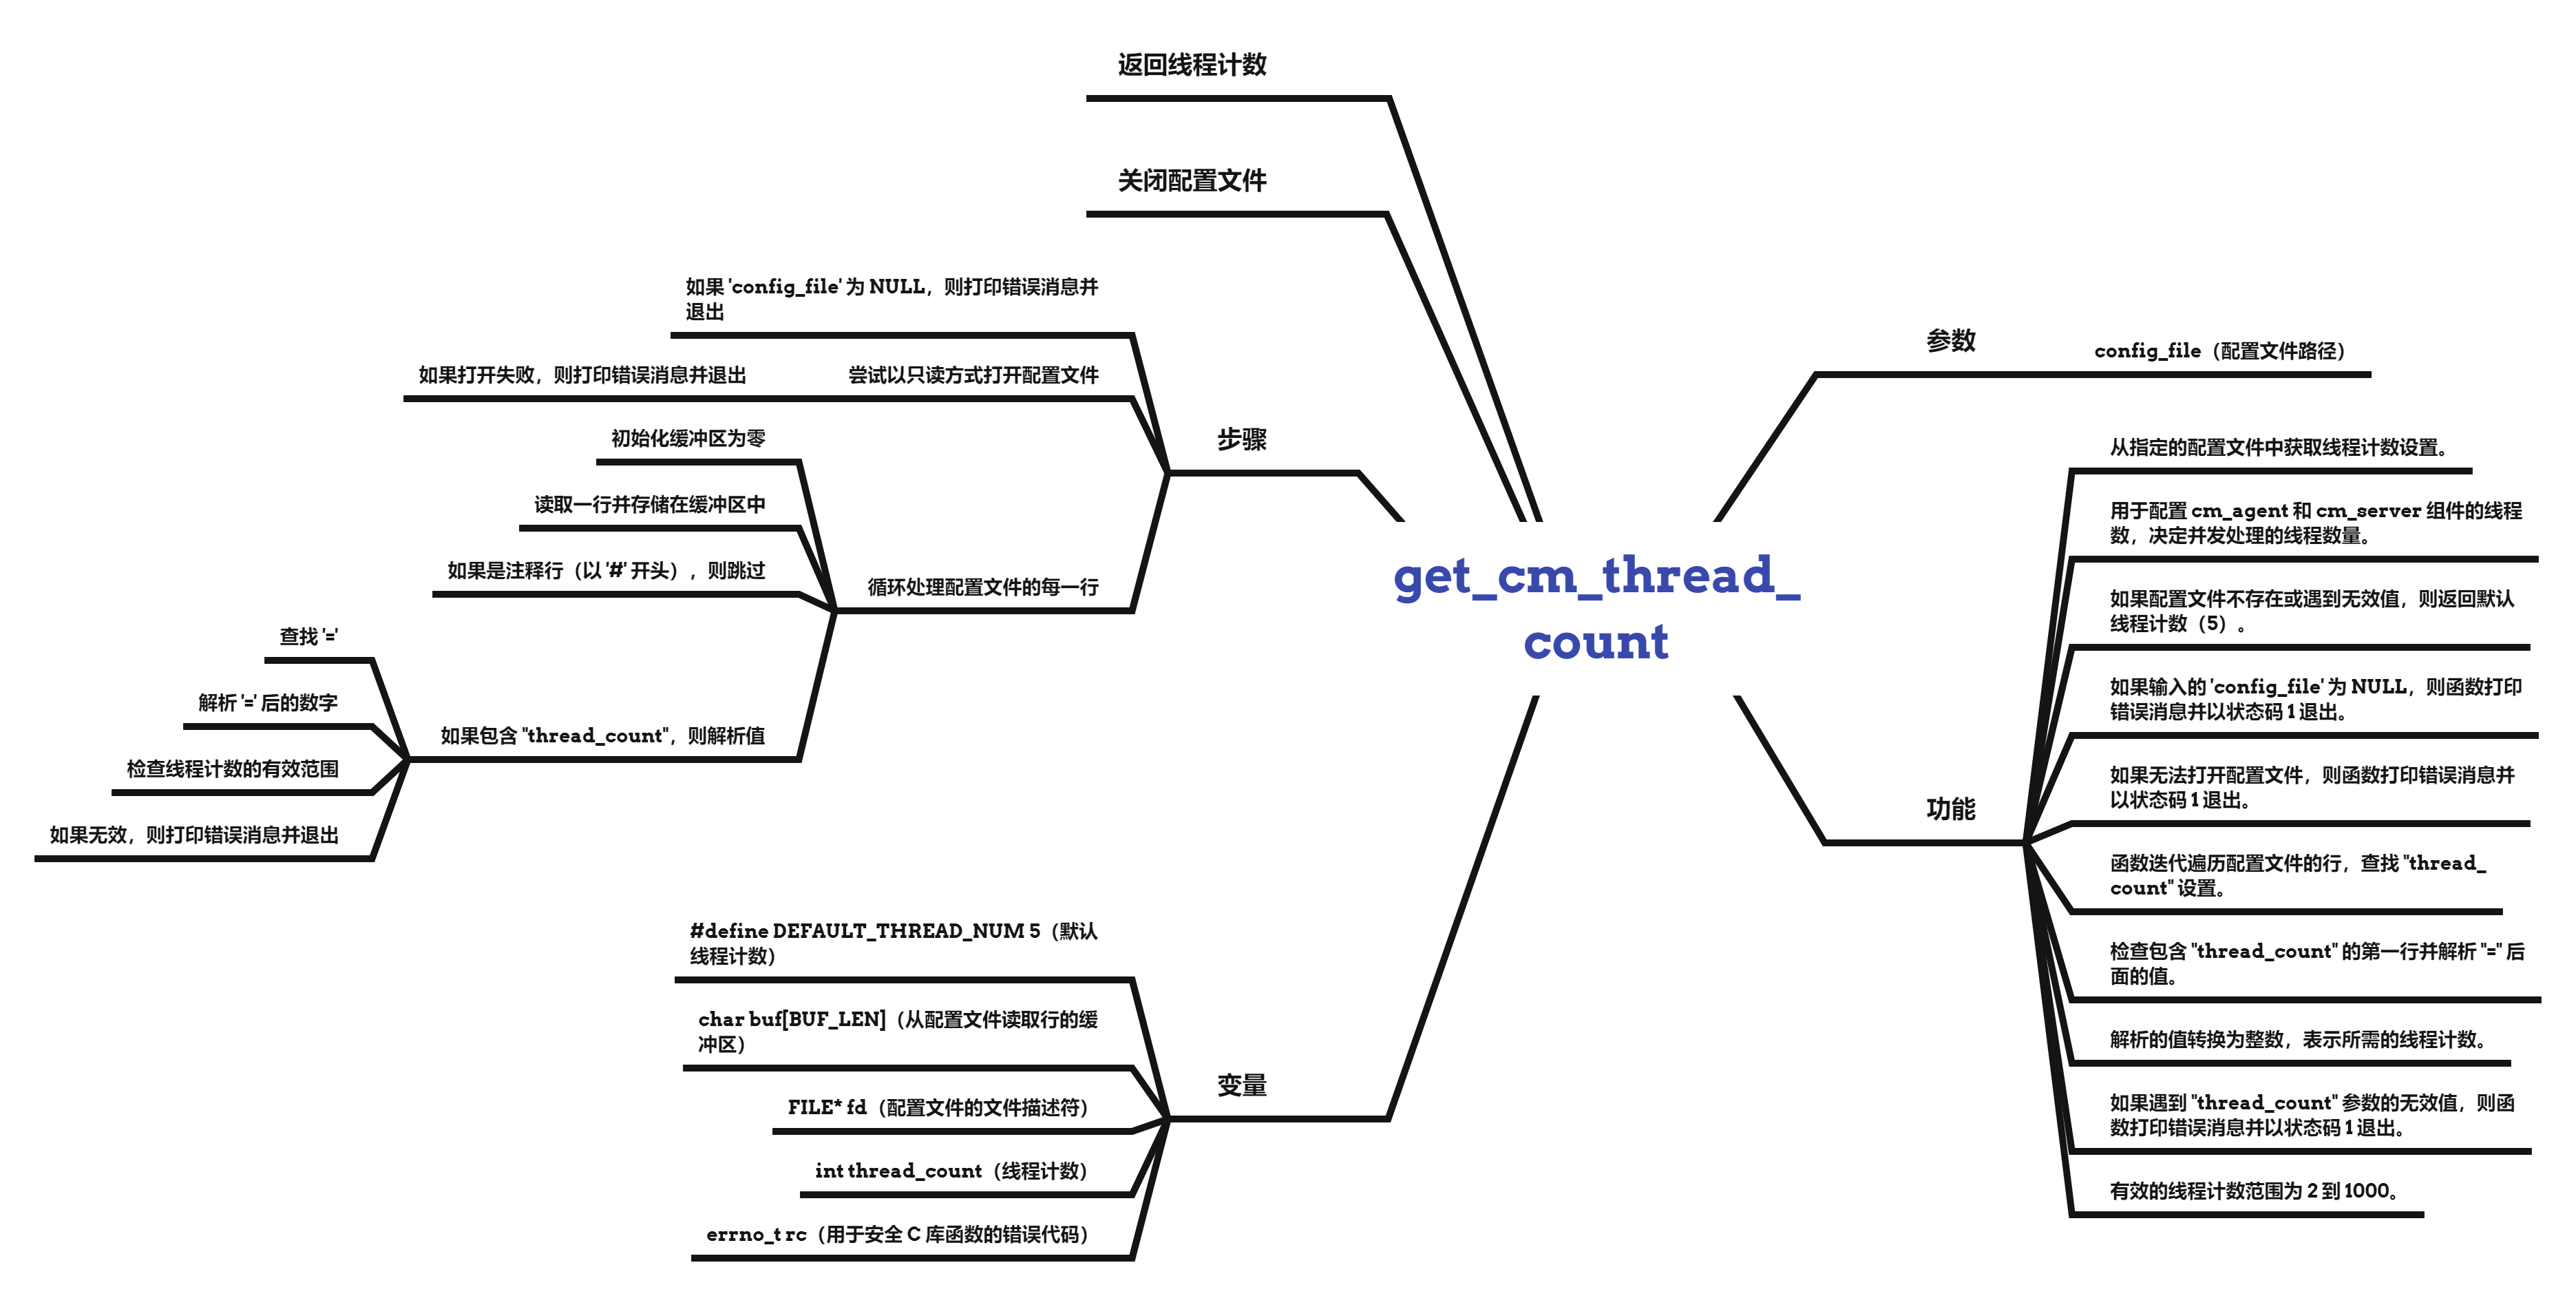 get_cm_thread_
count
参数
config_file（配置文件路径）
功能
从指定的配置文件中获取线程计数设置。
用于配置 cm_agent 和 cm_server 组件的线程
数，决定并发处理的线程数量。
如果配置文件不存在或遇到无效值，则返回默认
线程计数（5）。
如果输入的 'config_file' 为 NULL，则函数打印
错误消息并以状态码 1 退出。
如果无法打开配置文件，则函数打印错误消息并
以状态码 1 退出。
函数迭代遍历配置文件的行，查找 "thread_
count" 设置。
检查包含 "thread_count" 的第一行并解析 "=" 后
面的值。
解析的值转换为整数，表示所需的线程计数。
如果遇到 "thread_count" 参数的无效值，则函
数打印错误消息并以状态码 1 退出。
有效的线程计数范围为 2 到 1000。
返回线程计数
关闭配置文件
步骤
如果 'config_file' 为 NULL，则打印错误消息并
退出
尝试以只读方式打开配置文件
如果打开失败，则打印错误消息并退出
循环处理配置文件的每一行
初始化缓冲区为零
读取一行并存储在缓冲区中
如果是注释行（以 '#' 开头），则跳过
如果包含 "thread_count"，则解析值
查找 '='
解析 '=' 后的数字
检查线程计数的有效范围
如果无效，则打印错误消息并退出
变量
#define DEFAULT_THREAD_NUM 5（默认
线程计数）
char buf[BUF_LEN]（从配置文件读取行的缓
冲区）
FILE* fd（配置文件的文件描述符）
int thread_count（线程计数）
errno_t rc（用于安全 C 库函数的错误代码）